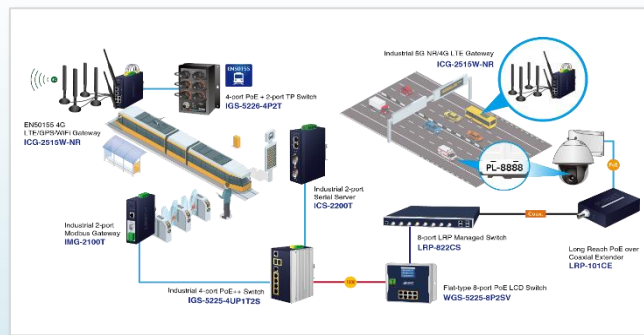 EN50155
4-port PoE + 2-port TP Switch
IGS-5226-4P2T
EN50155 4G
LTE/GPS/WiFi Gateway
ICG-2515W-NR
Industrial 5G NR/4G LTE Gateway
ICG-2515W-NR
PL-8888
PoE
Industrial 2-port
Serial Server
ICS-2200T
Industrial 2-port
Modbus Gateway
IMG-2100T
8-port LRP Managed Switch
LRP-822CS
Coax.
Long Reach PoE over
Coaxial Extender
LRP-101CE
Industrial 4-port PoE++ Switch
IGS-5225-4UP1T2S
Flat-type 8-port PoE LCD Switch
WGS-5225-8P2SV